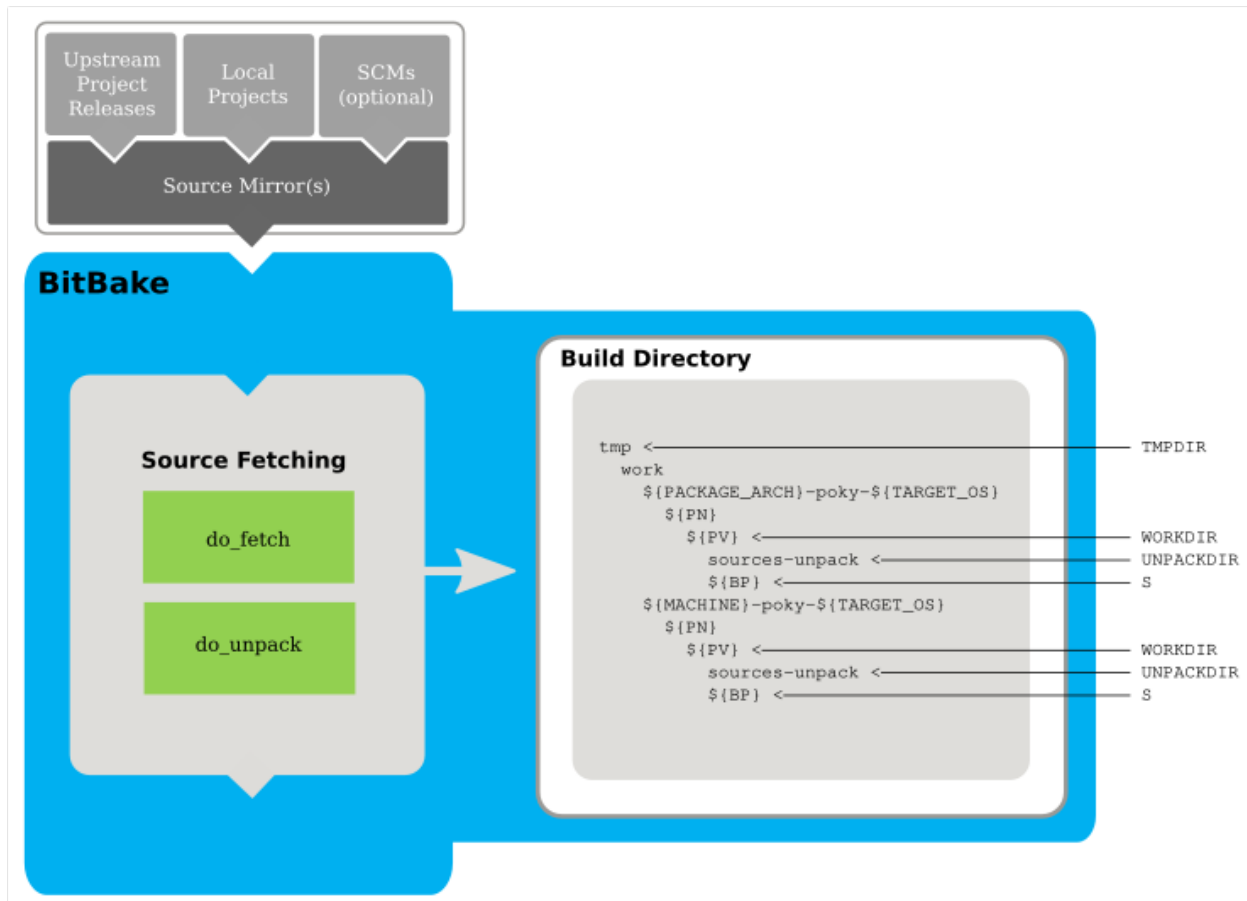 Upstream
Project
Releases
Local
Projects
SCMs
(optional)
Source Mirror(s)
BitBake
Source Fetching
do_fetch
do_unpack
Build Directory
tmp <
TMPDIR
work
${PACKAGE_ARCH}-poky-${TARGET_OS}
${PN}
${PV} <
WORKDIR
sources-unpack <
UNPACKDIR
${BP} <
S
${MACHINE}-poky-${TARGET_OS}
${PN}
${PV} <
WORKDIR
sources-unpack <
UNPACKDIR
${BP} <
S